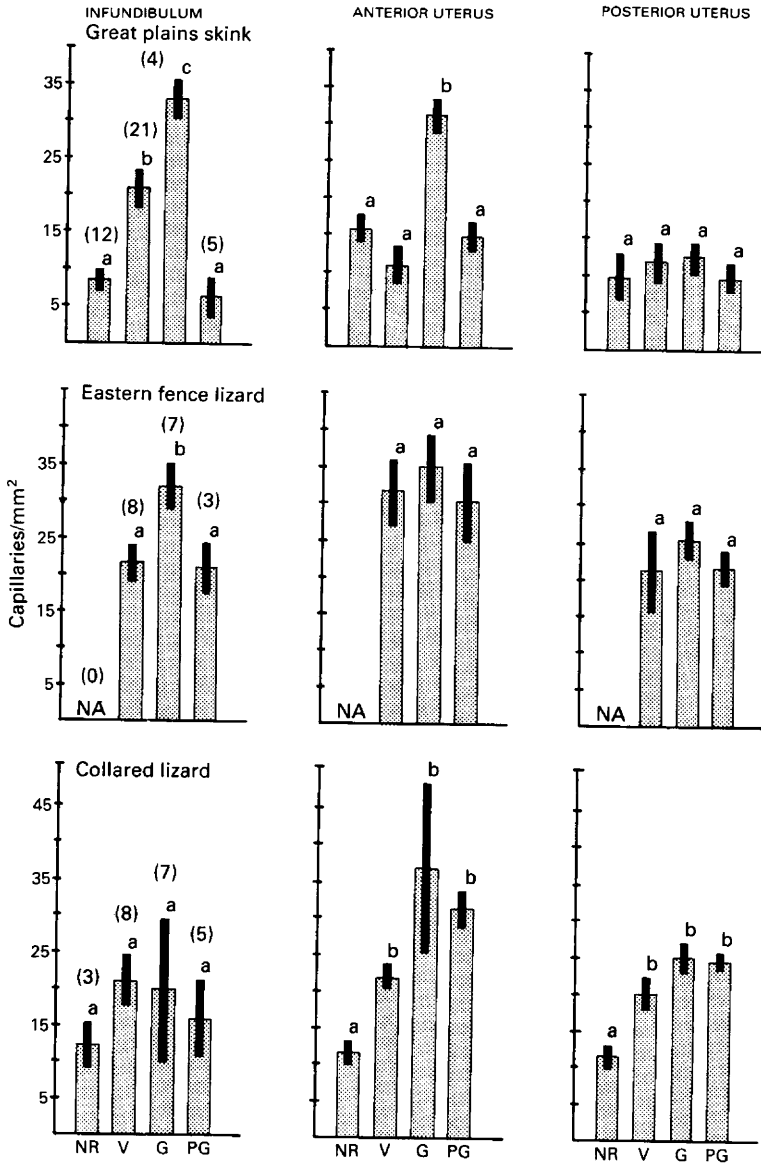 INFUNDIBULUM ANTERIOR UTERUS POSTERIOR UTERUS
Great plains skink
(4)
c
35
b
(21)
25
b
a a
15
(12) a (5) a a a a
a a
5
Eastern fence lizard
(7)
b a
35 a a
(8) (3)
a a a a a
25
15
(0)
5
NA NA NA
Capillaries/mm²
Collared lizard
b
45
(7)
35
(8) a b
(5)
a a b b b
25
(3) b
a
15
a a
5
NR V G PG NR V G PG NR V G PG